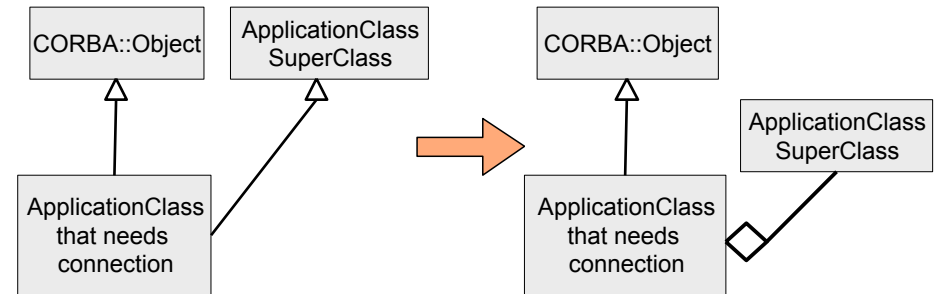 CORBA::Object
ApplicationClass
SuperClass
ApplicationClass
that needs
connection
CORBA::Object
ApplicationClass
SuperClass
ApplicationClass
that needs
connection